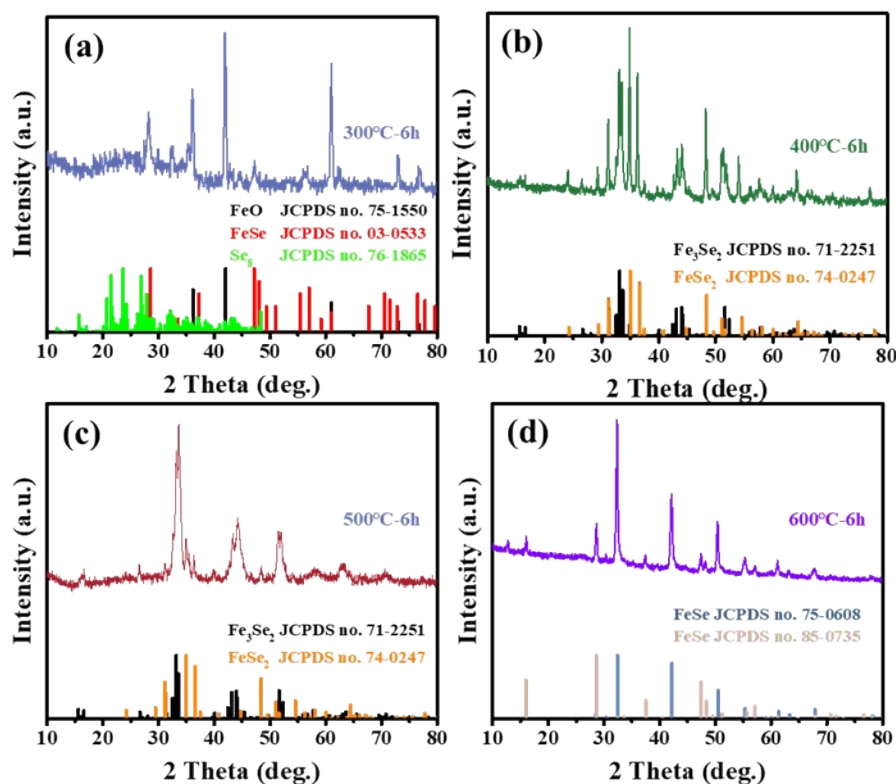 (a)
Intensity (a.u.)
300°C-6h
FeO JCPDS no. 75-1550
FeSe JCPDS no. 03-0533
Se₈ JCPDS no. 76-1865
10 20 30 40 50 60 70 80
2 Theta (deg.)
(b)
Intensity (a.u.)
400°C-6h
Fe₃Se₂ JCPDS no. 71-2251
FeSe₂ JCPDS no. 74-0247
10 20 30 40 50 60 70 80
2 Theta (deg.)
(c)
Intensity (a.u.)
500°C-6h
Fe₃Se₂ JCPDS no. 71-2251
FeSe₂ JCPDS no. 74-0247
10 20 30 40 50 60 70 80
2 Theta (deg.)
(d)
Intensity (a.u.)
600°C-6h
FeSe JCPDS no. 75-0608
FeSe JCPDS no. 85-0735
10 20 30 40 50 60 70 80
2 Theta (deg.)